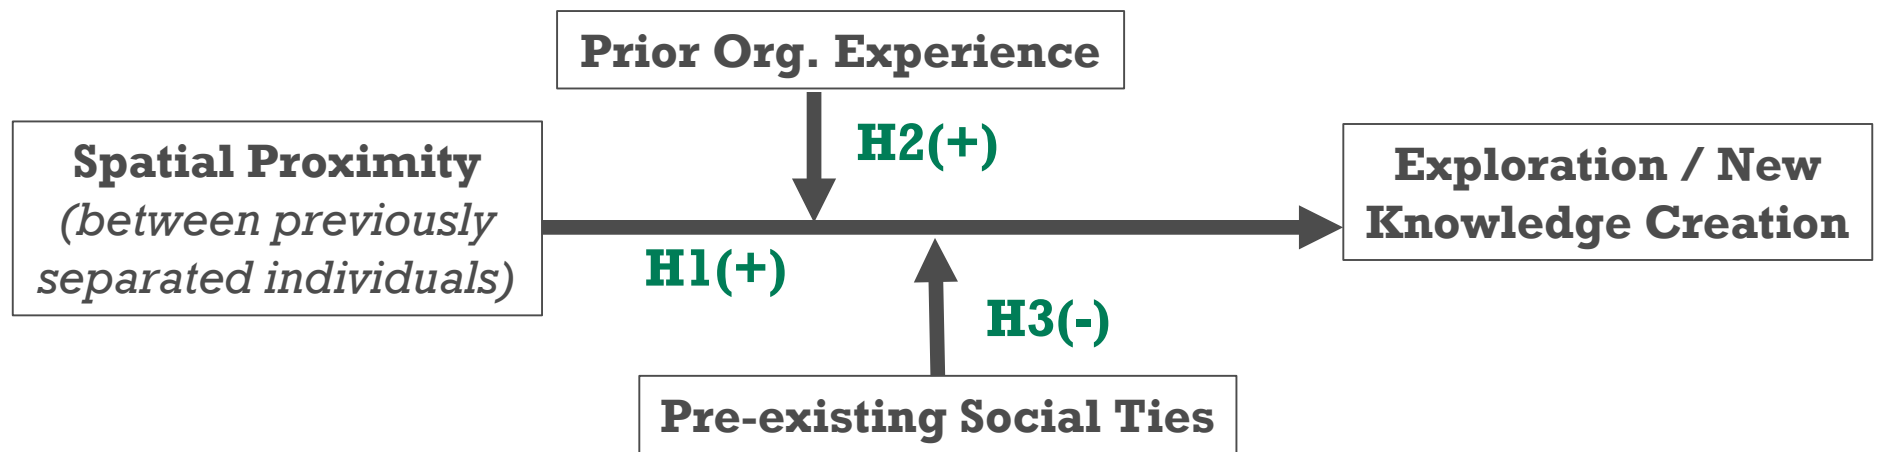 Prior Org. Experience
H2(+)
Spatial Proximity
(between previously
separated individuals)
Exploration / New
Knowledge Creation
H1(+)
H3(-)
Pre-existing Social Ties